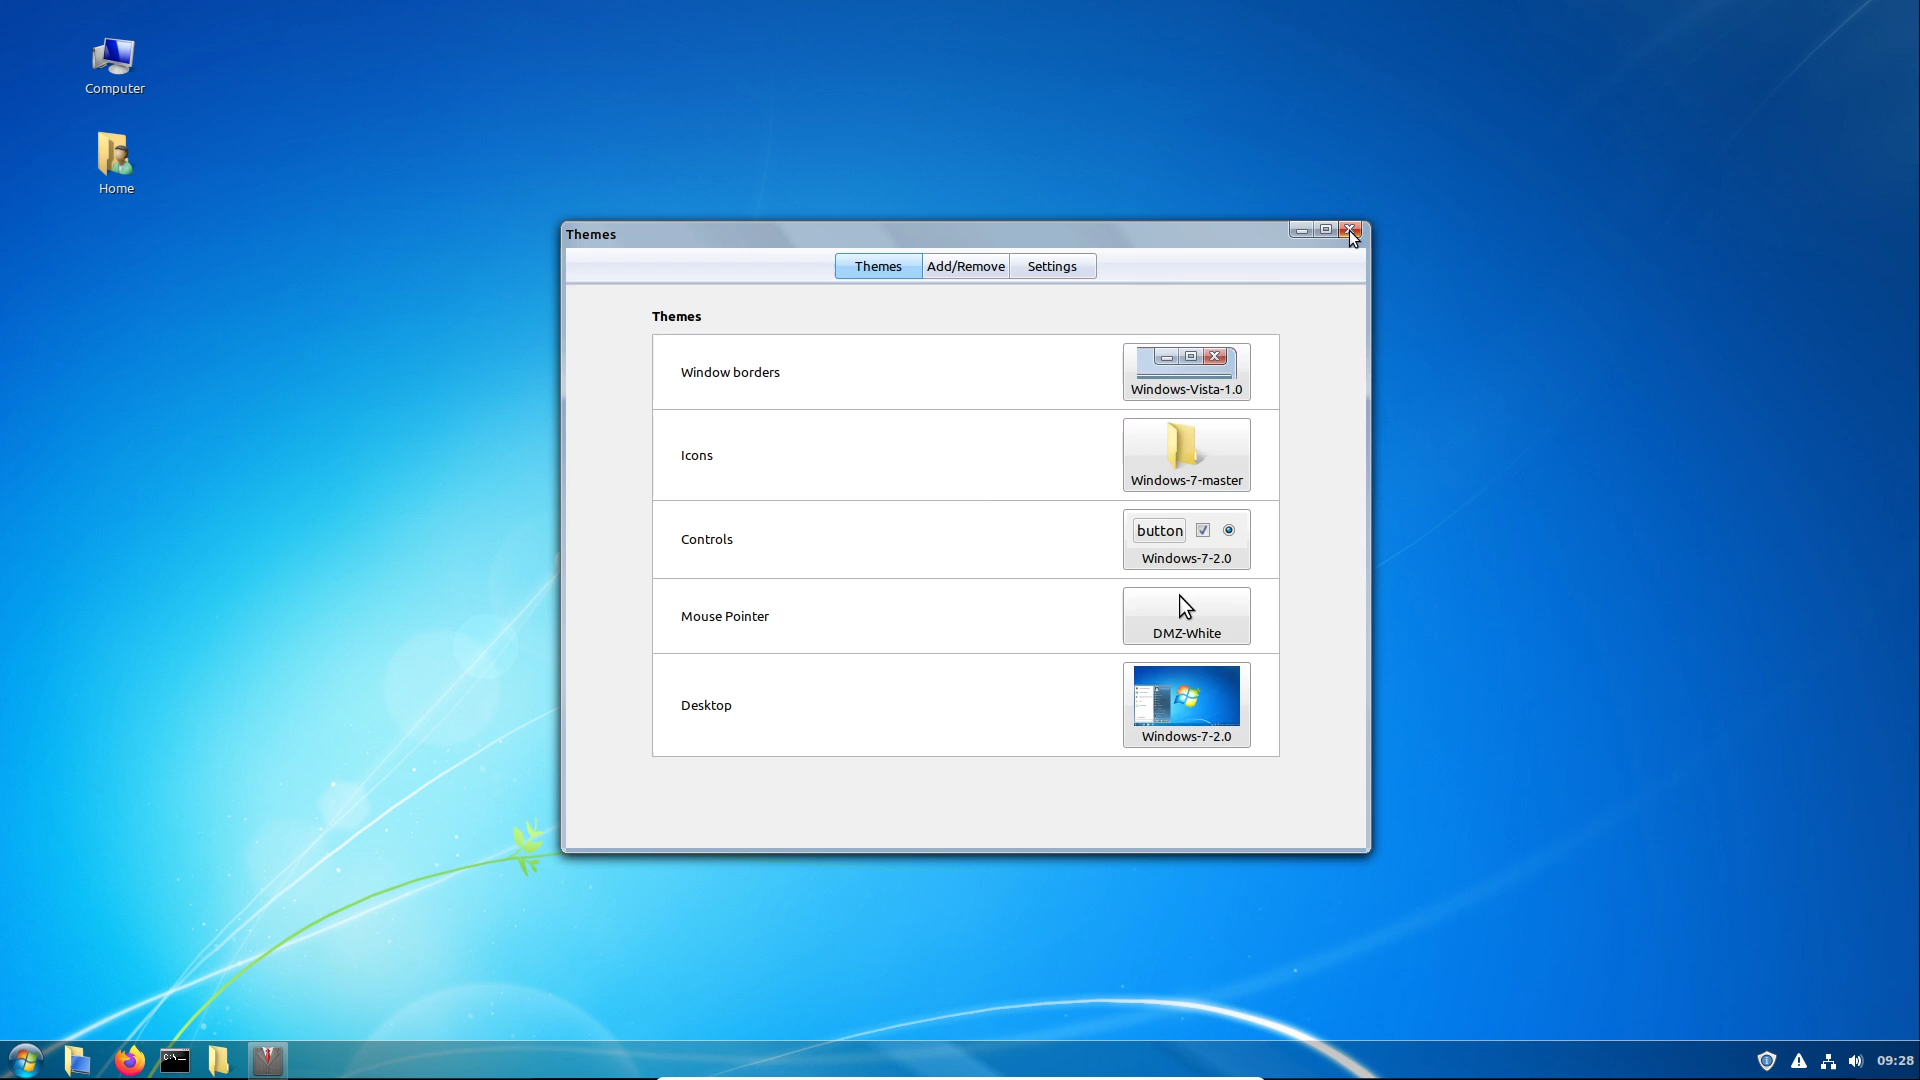 Computer
Home
Themes
Themes Add/Remove Settings
Themes
Window borders
Windows-Vista-1.0
Icons
Windows-7-master
Controls
button
Windows-7-2.0
Mouse Pointer
DMZ-White
Desktop
Windows-7-2.0
C:\_
09:28